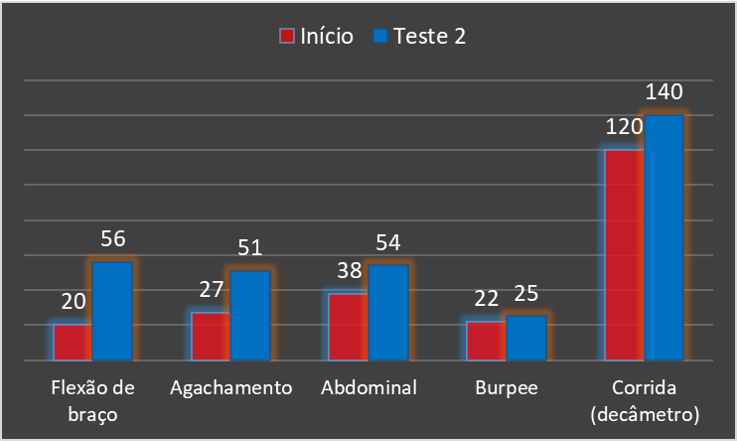 Início Teste 2
20 56 27 51 38 54 22 25 120 140
Flexão de braço
Agachamento
Abdominal
Burpee
Corrida (decâmetro)